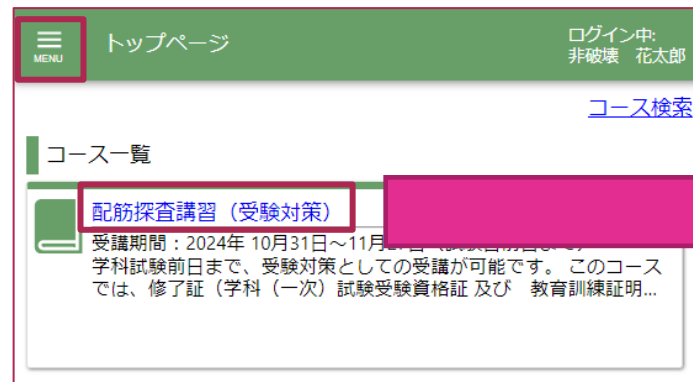 MENU
トップページ
ログイン中:
非破壊 花太郎
コース検索
コース一覧
配筋探査講習（受験対策）
受講期間：2024年 10月31日～11月
学科試験前日まで、受験対策としての受講が可能です。 このコース
では、修了証（学科（一次）試験受験資格証 及び 教育訓練証明...